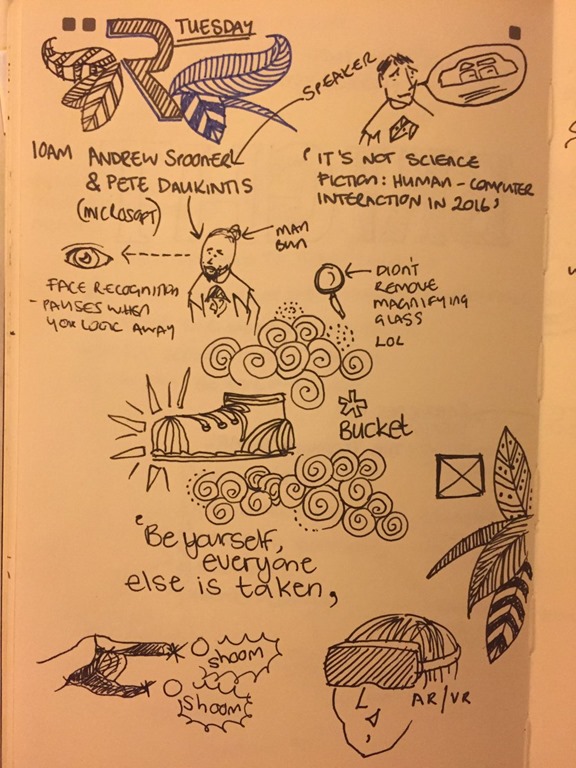 R
TUESDAY
SPEAKER
10AM ANDREW SPOONER
& PETE DAUKINTIS
(MICROSOFT)
'IT'S NOT SCIENCE
FICTION: HUMAN-COMPUTER
INTERACTION IN 2016'
MAN
BUN
FACE RECOGNITION
- PAUSES WHEN
YOU LOOK AWAY
DIDN'T
REMOVE
MAGNIFYING
GLASS
LOL
* BUCKET
'Be yourself,
everyone
else is taken,
shoom
shoom
AR/VR